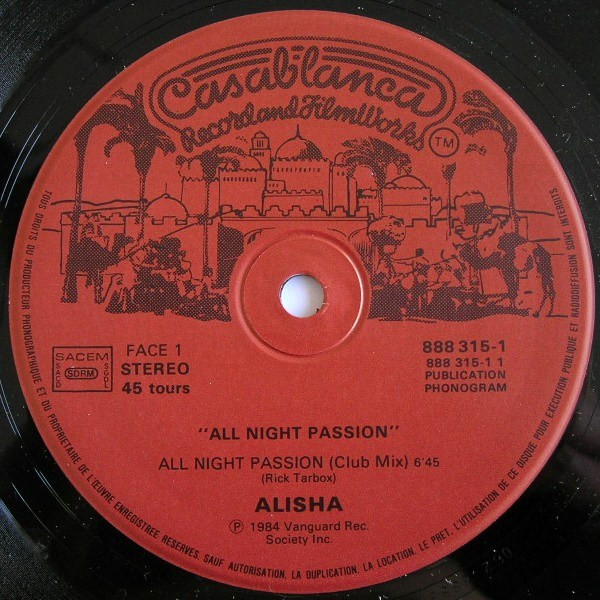 Casablanca
Record and FilmWorks TM
FACE 1
STEREO
45 tours
SACEM
SACD SDRM SGDL
888 315-1
888 315-1 1
PUBLICATION
PHONOGRAM
"ALL NIGHT PASSION"
ALL NIGHT PASSION (Club Mix) 6'45
(Rick Tarbox)
ALISHA
℗ 1984 Vanguard Rec.
Society Inc.
TOUS DROITS DU PRODUCTEUR PHONOGRAPHIQUE ET DU PROPRIETAIRE DE L'ŒUVRE ENREGISTREE RESERVES. SAUF AUTORISATION, LA DUPLICATION, LA LOCATION, LE PRET, L'UTILISATION DE CE DISQUE POUR EXECUTION PUBLIQUE ET RADIODIFFUSION SONT INTERDITS